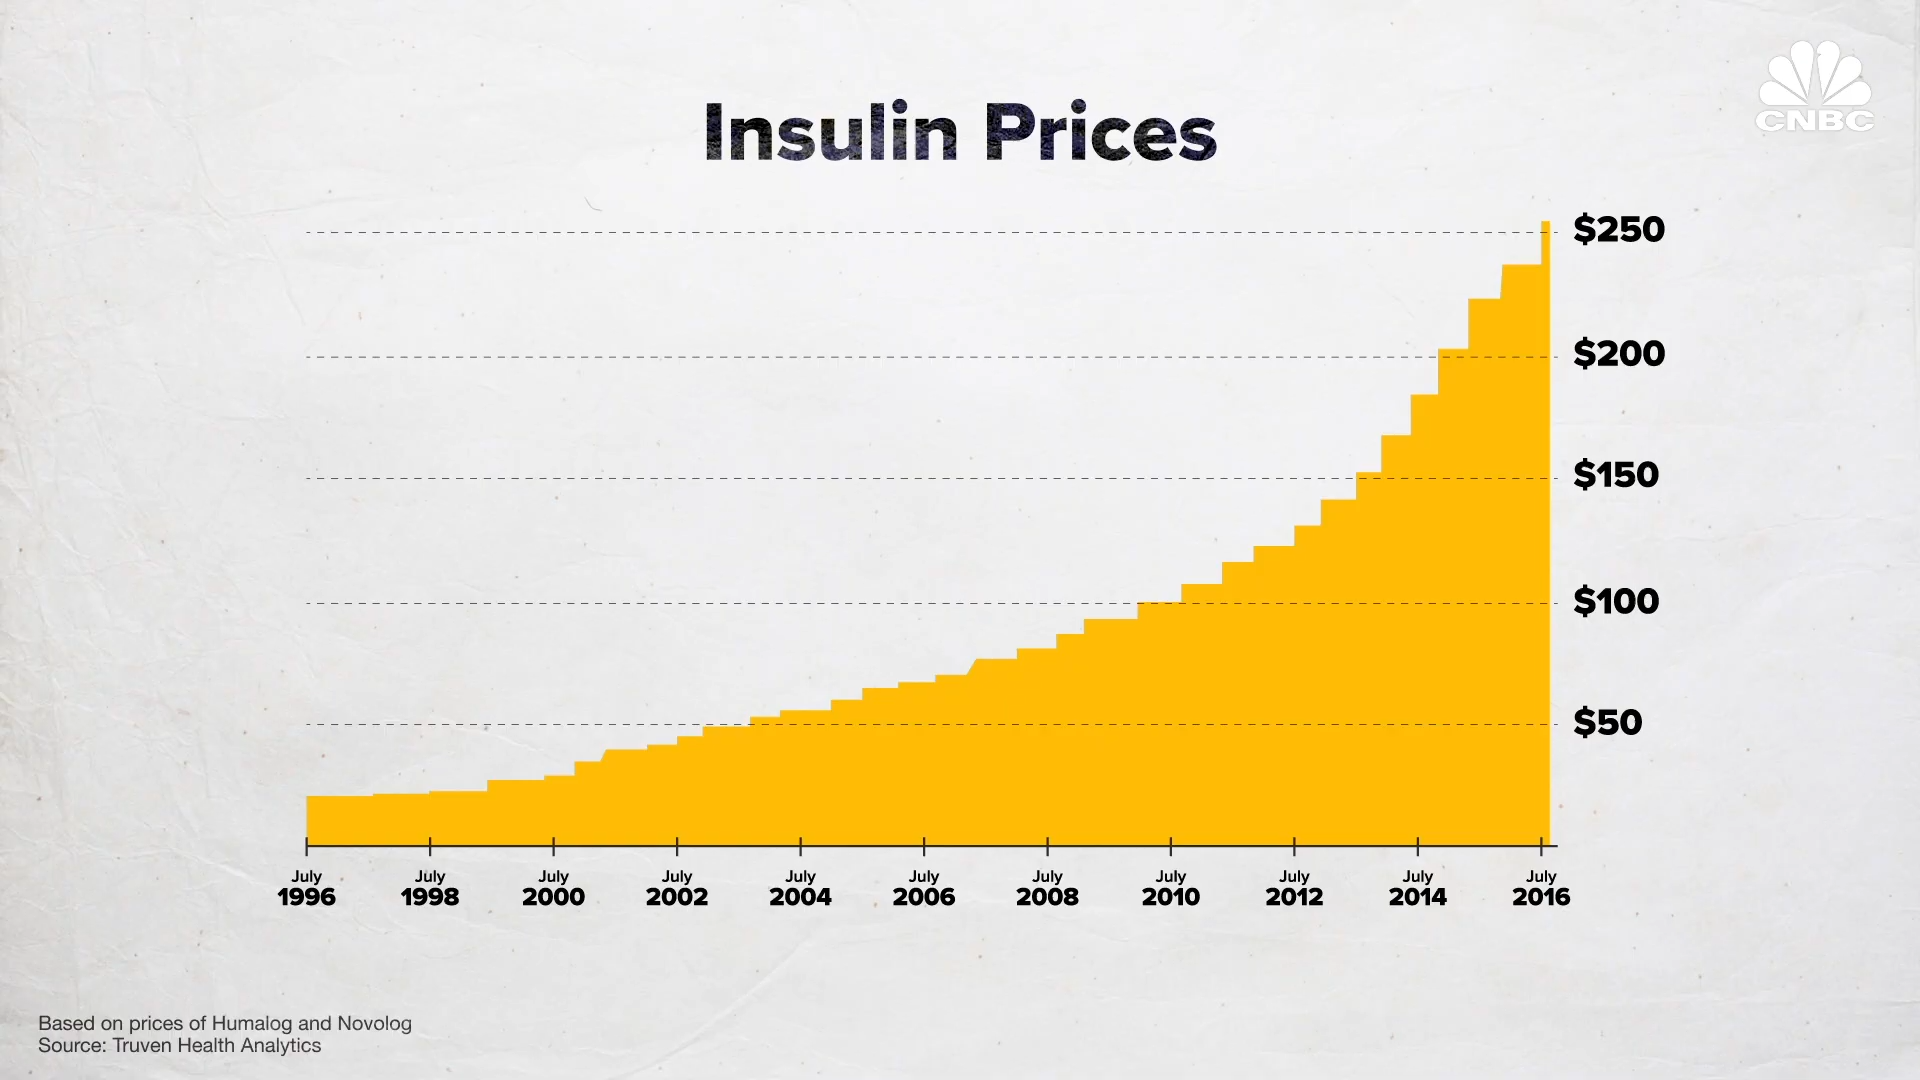 CNBC
Insulin Prices
$250
$200
$150
$100
$50
July July July July July July July July July July July
1996 1998 2000 2002 2004 2006 2008 2010 2012 2014 2016
Based on prices of Humalog and Novolog
Source: Truven Health Analytics